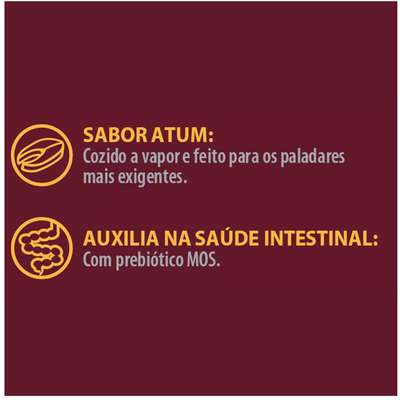 SABOR ATUM:
Cozido a vapor e feito para os paladares
mais exigentes.
AUXILIA NA SAÚDE INTESTINAL:
Com prebiótico MOS.